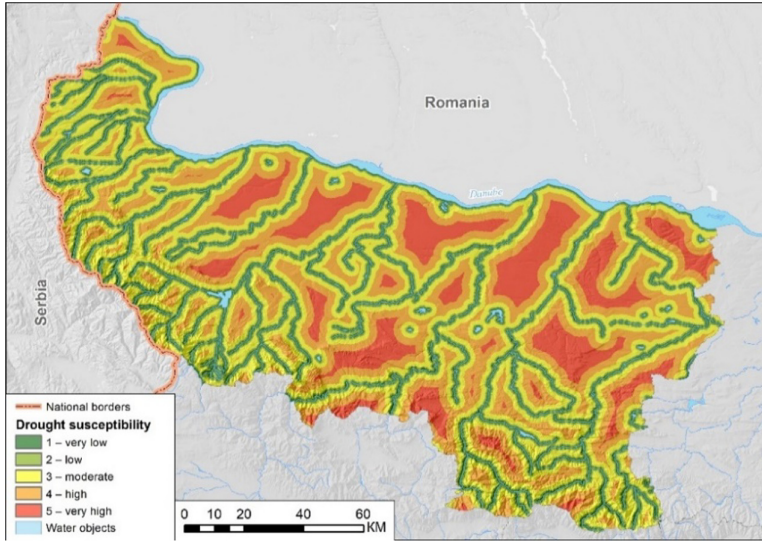 Romania
Danube
Serbia
National borders
Drought susceptibility
1 – very low
2 – low
3 – moderate
4 – high
5 – very high
Water objects
0 20 40 60
KM